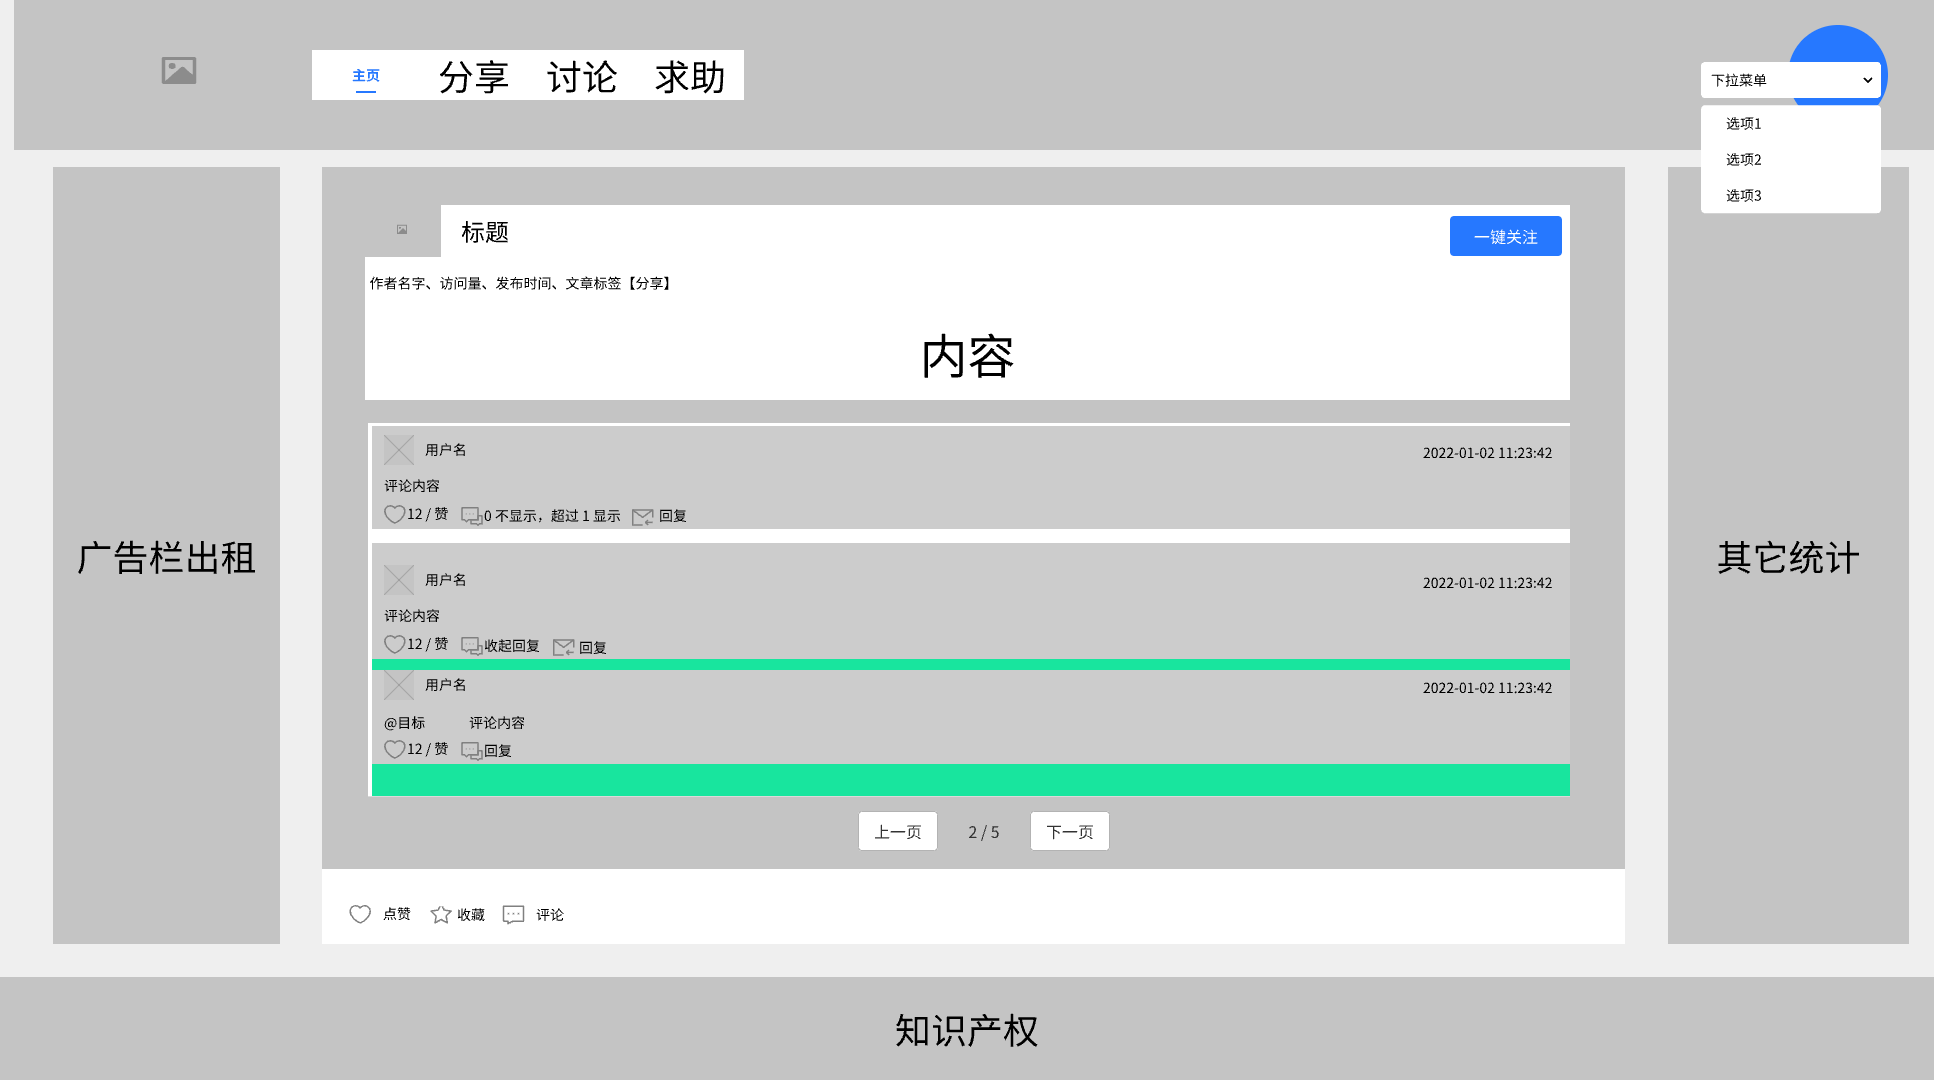 主页 分享 讨论 求助
下拉菜单
选项1
选项2
选项3
标题
一键关注
作者名字、访问量、发布时间、文章标签【分享】
内容
用户名
2022-01-02 11:23:42
评论内容
12 / 赞 0 不显示，超过 1 显示 回复
用户名
2022-01-02 11:23:42
评论内容
12 / 赞 收起回复 回复
用户名
2022-01-02 11:23:42
@目标 评论内容
12 / 赞 回复
上一页 2 / 5 下一页
点赞 收藏 评论
广告栏出租
其它统计
知识产权